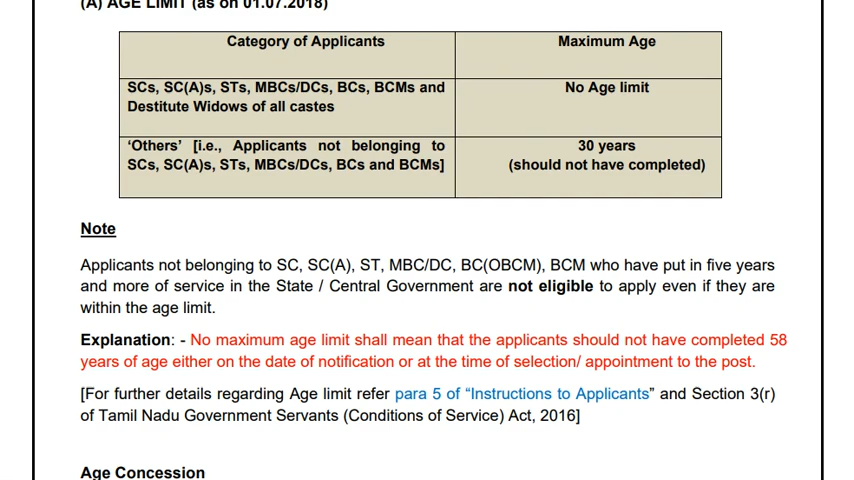 (A) AGE LIMIT (as on 01.07.2018)
Category of Applicants
Maximum Age
SCs, SC(A)s, STs, MBCs/DCs, BCs, BCMs and
Destitute Widows of all castes
No Age limit
‘Others’ [i.e., Applicants not belonging to
SCs, SC(A)s, STs, MBCs/DCs, BCs and BCMs]
30 years
(should not have completed)
Note
Applicants not belonging to SC, SC(A), ST, MBC/DC, BC(OBCM), BCM who have put in five years
and more of service in the State / Central Government are not eligible to apply even if they are
within the age limit.
Explanation: - No maximum age limit shall mean that the applicants should not have completed 58
years of age either on the date of notification or at the time of selection/ appointment to the post.
[For further details regarding Age limit refer para 5 of “Instructions to Applicants” and Section 3(r)
of Tamil Nadu Government Servants (Conditions of Service) Act, 2016]
Age Concession